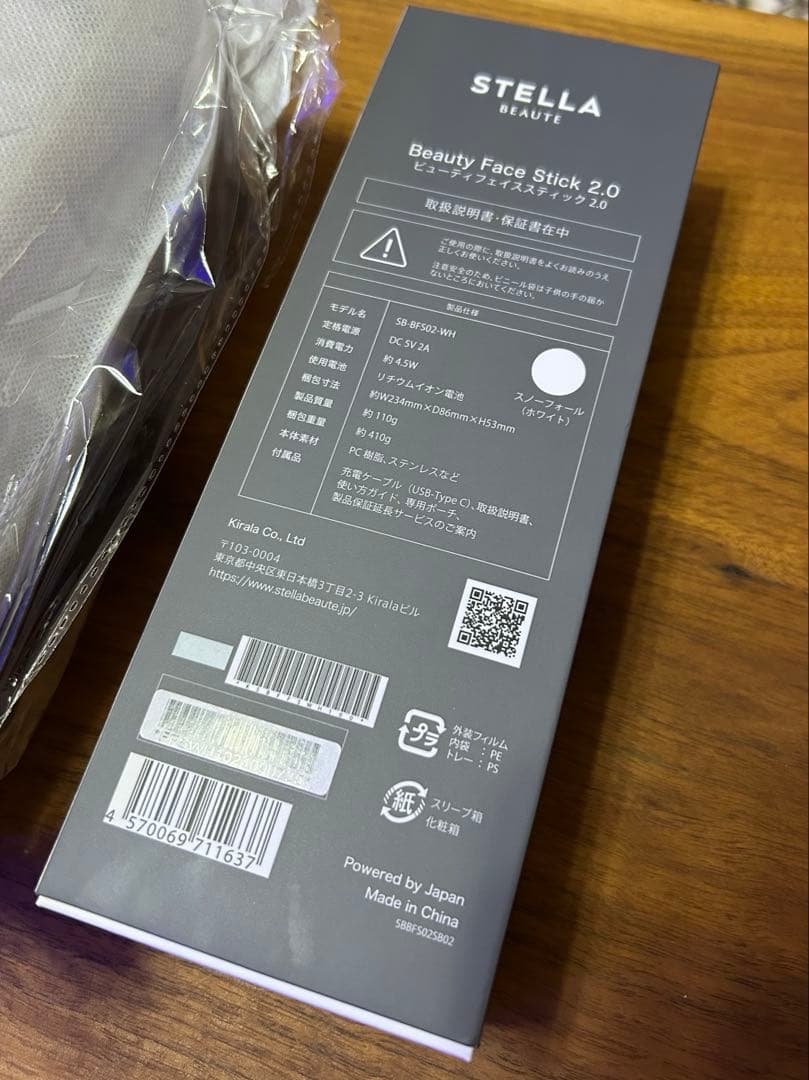 STELLA
BEAUTE
Beauty Face Stick 2.0
ビューティフェイススティック 2.0
取扱説明書・保証書在中
ご使用の際に、取扱説明書をよくお読みのうえ
正しくお使いください。
注意安全のため、ビニール袋は子供の手の届か
ないところにおいてください。
製品仕様
モデル名 SB-BFS02-WH
定格電源 DC 5V 2A
消費電力 約 4.5W
使用電池 リチウムイオン電池
梱包寸法 約W234mm×D86mm×H53mm
製品質量 約 110g
梱包重量 約 410g
本体素材 PC 樹脂、ステンレスなど
付属品 充電ケーブル（USB-Type C）、取扱説明書、
使い方ガイド、専用ポーチ、
製品保証延長サービスのご案内
スノーフォール
（ホワイト）
Kirala Co., Ltd
〒103-0004
東京都中央区東日本橋3丁目2-3 Kiralaビル
https://www.stellabeaute.jp/
プラ
外装フィルム
内袋 : PE
トレー : PS
紙
スリーブ箱
化粧箱
4 570069 711637
Powered by Japan
Made in China
SBBFS02SB02